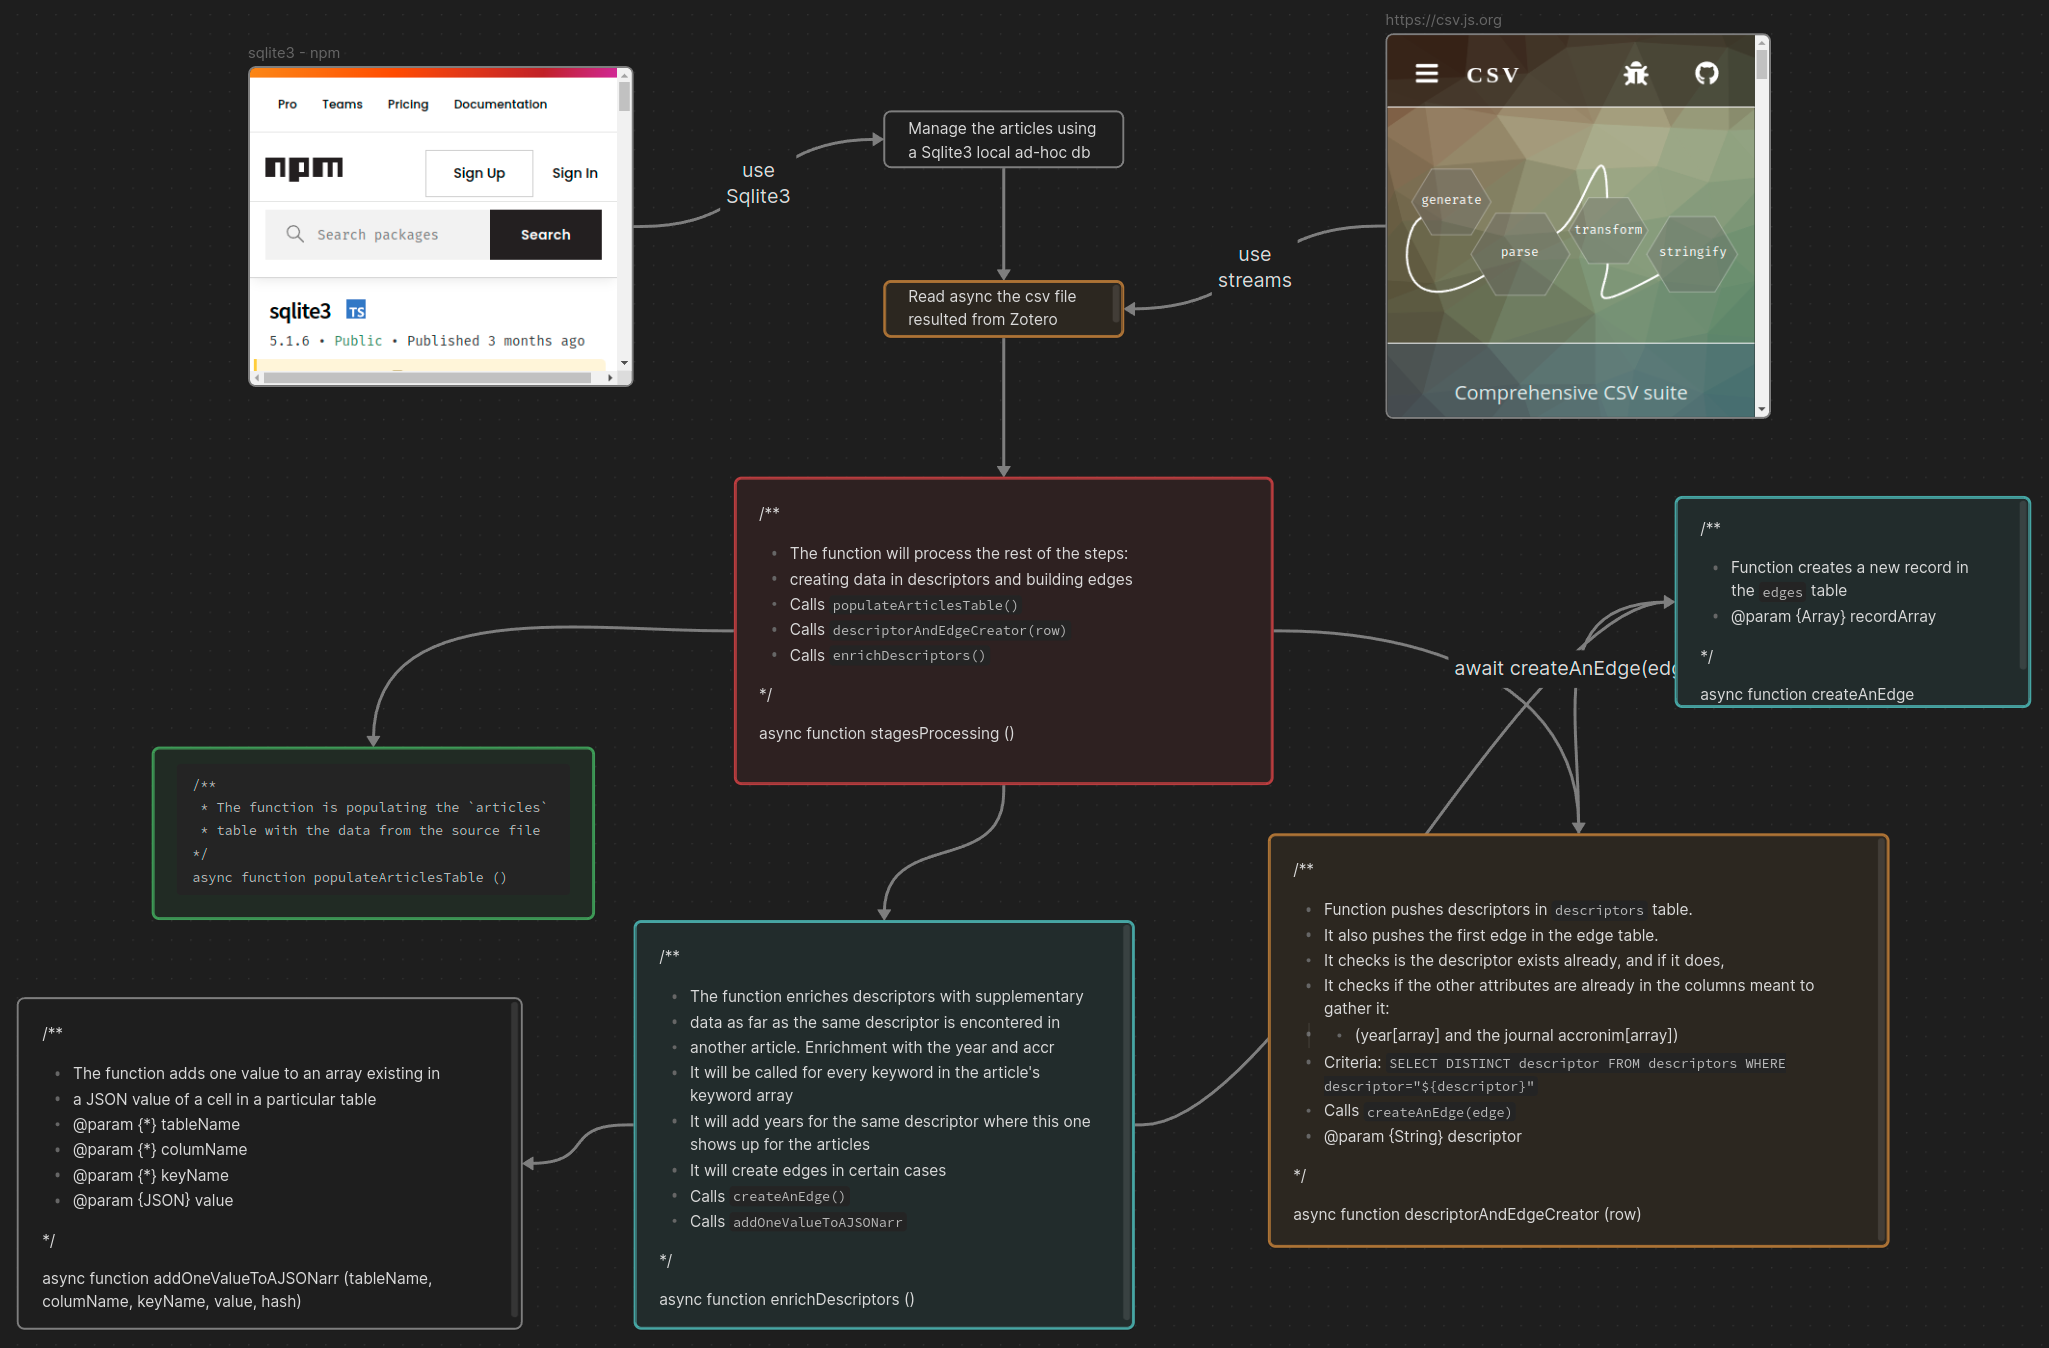 sqlite3 - npm
Pro Teams Pricing Documentation
npm
Sign Up Sign In
Search packages Search
sqlite3 TS
5.1.6 • Public • Published 3 months ago
use
Sqlite3
Manage the articles using
a Sqlite3 local ad-hoc db
Read async the csv file
resulted from Zotero
use
streams
https://csv.js.org
CSV
generate
parse
transform
stringify
Comprehensive CSV suite
/**
• The function will process the rest of the steps:
• creating data in descriptors and building edges
• Calls populateArticlesTable()
• Calls descriptorAndEdgeCreator(row)
• Calls enrichDescriptors()
*/
async function stagesProcessing ()
await createAnEdge(edg
/**
• Function creates a new record in
the edges table
• @param {Array} recordArray
*/
async function createAnEdge
/**
* The function is populating the `articles`
* table with the data from the source file
*/
async function populateArticlesTable ()
/**
• The function adds one value to an array existing in
• a JSON value of a cell in a particular table
• @param {*} tableName
• @param {*} columName
• @param {*} keyName
• @param {JSON} value
*/
async function addOneValueToAJSONarr (tableName,
columName, keyName, value, hash)
/**
• The function enriches descriptors with supplementary
• data as far as the same descriptor is encontered in
• another article. Enrichment with the year and accr
• It will be called for every keyword in the article's
keyword array
• It will add years for the same descriptor where this one
shows up for the articles
• It will create edges in certain cases
• Calls createAnEdge()
• Calls addOneValueToAJSONarr
*/
async function enrichDescriptors ()
/**
• Function pushes descriptors in descriptors table.
• It also pushes the first edge in the edge table.
• It checks is the descriptor exists already, and if it does,
• It checks if the other attributes are already in the columns meant to
gather it:
• • (year[array] and the journal accronim[array])
• Criteria: SELECT DISTINCT descriptor FROM descriptors WHERE
descriptor="${descriptor}"
• Calls createAnEdge(edge)
• @param {String} descriptor
*/
async function descriptorAndEdgeCreator (row)